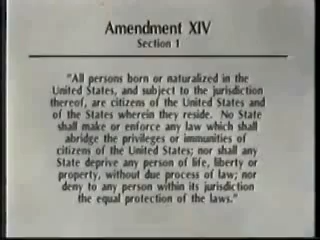 Amendment XIV
Section 1
"All persons born or naturalized in the
United States, and subject to the jurisdiction
thereof, are citizens of the United States and
of the States wherein they reside. No State
shall make or enforce any law which shall
abridge the privileges or immunities of
citizens of the United States; nor shall any
State deprive any person of life, liberty or
property, without due process of law; nor
deny to any person within its jurisdiction
the equal protection of the laws."